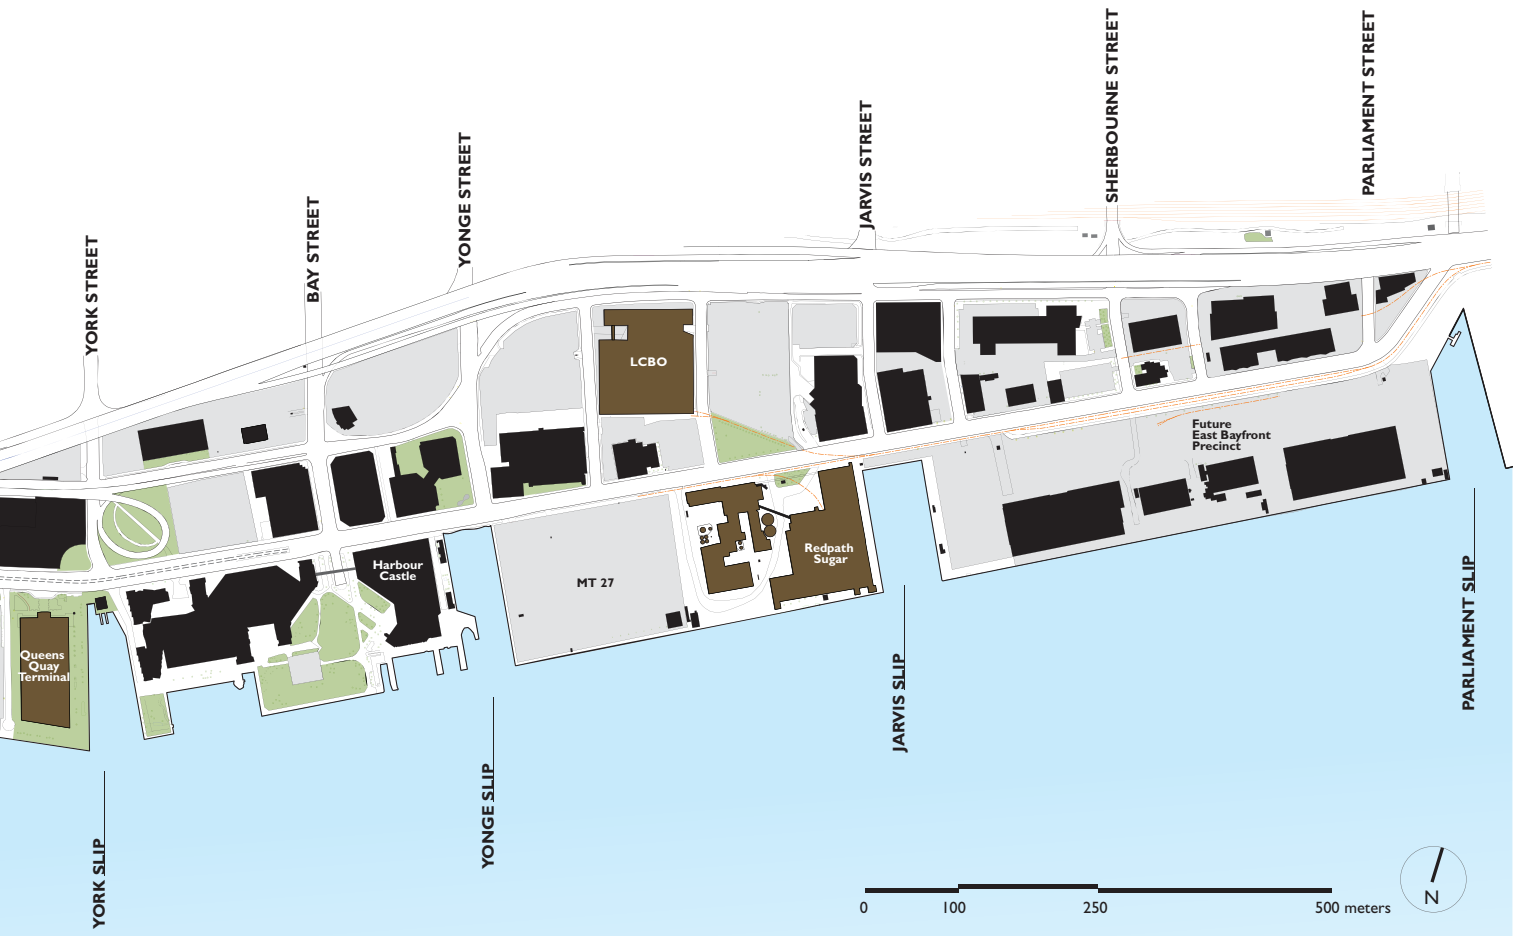 SHERBOURNE STREET
PARLIAMENT STREET
JARVIS STREET
YONGE STREET
BAY STREET
YORK STREET
LCBO
Future
East Bayfront
Precinct
Redpath
Sugar
Harbour
Castle
MT 27
Queens
Quay
Terminal
PARLIAMENT SLIP
JARVIS SLIP
YONGE SLIP
YORK SLIP
N
0 100 250 500 meters